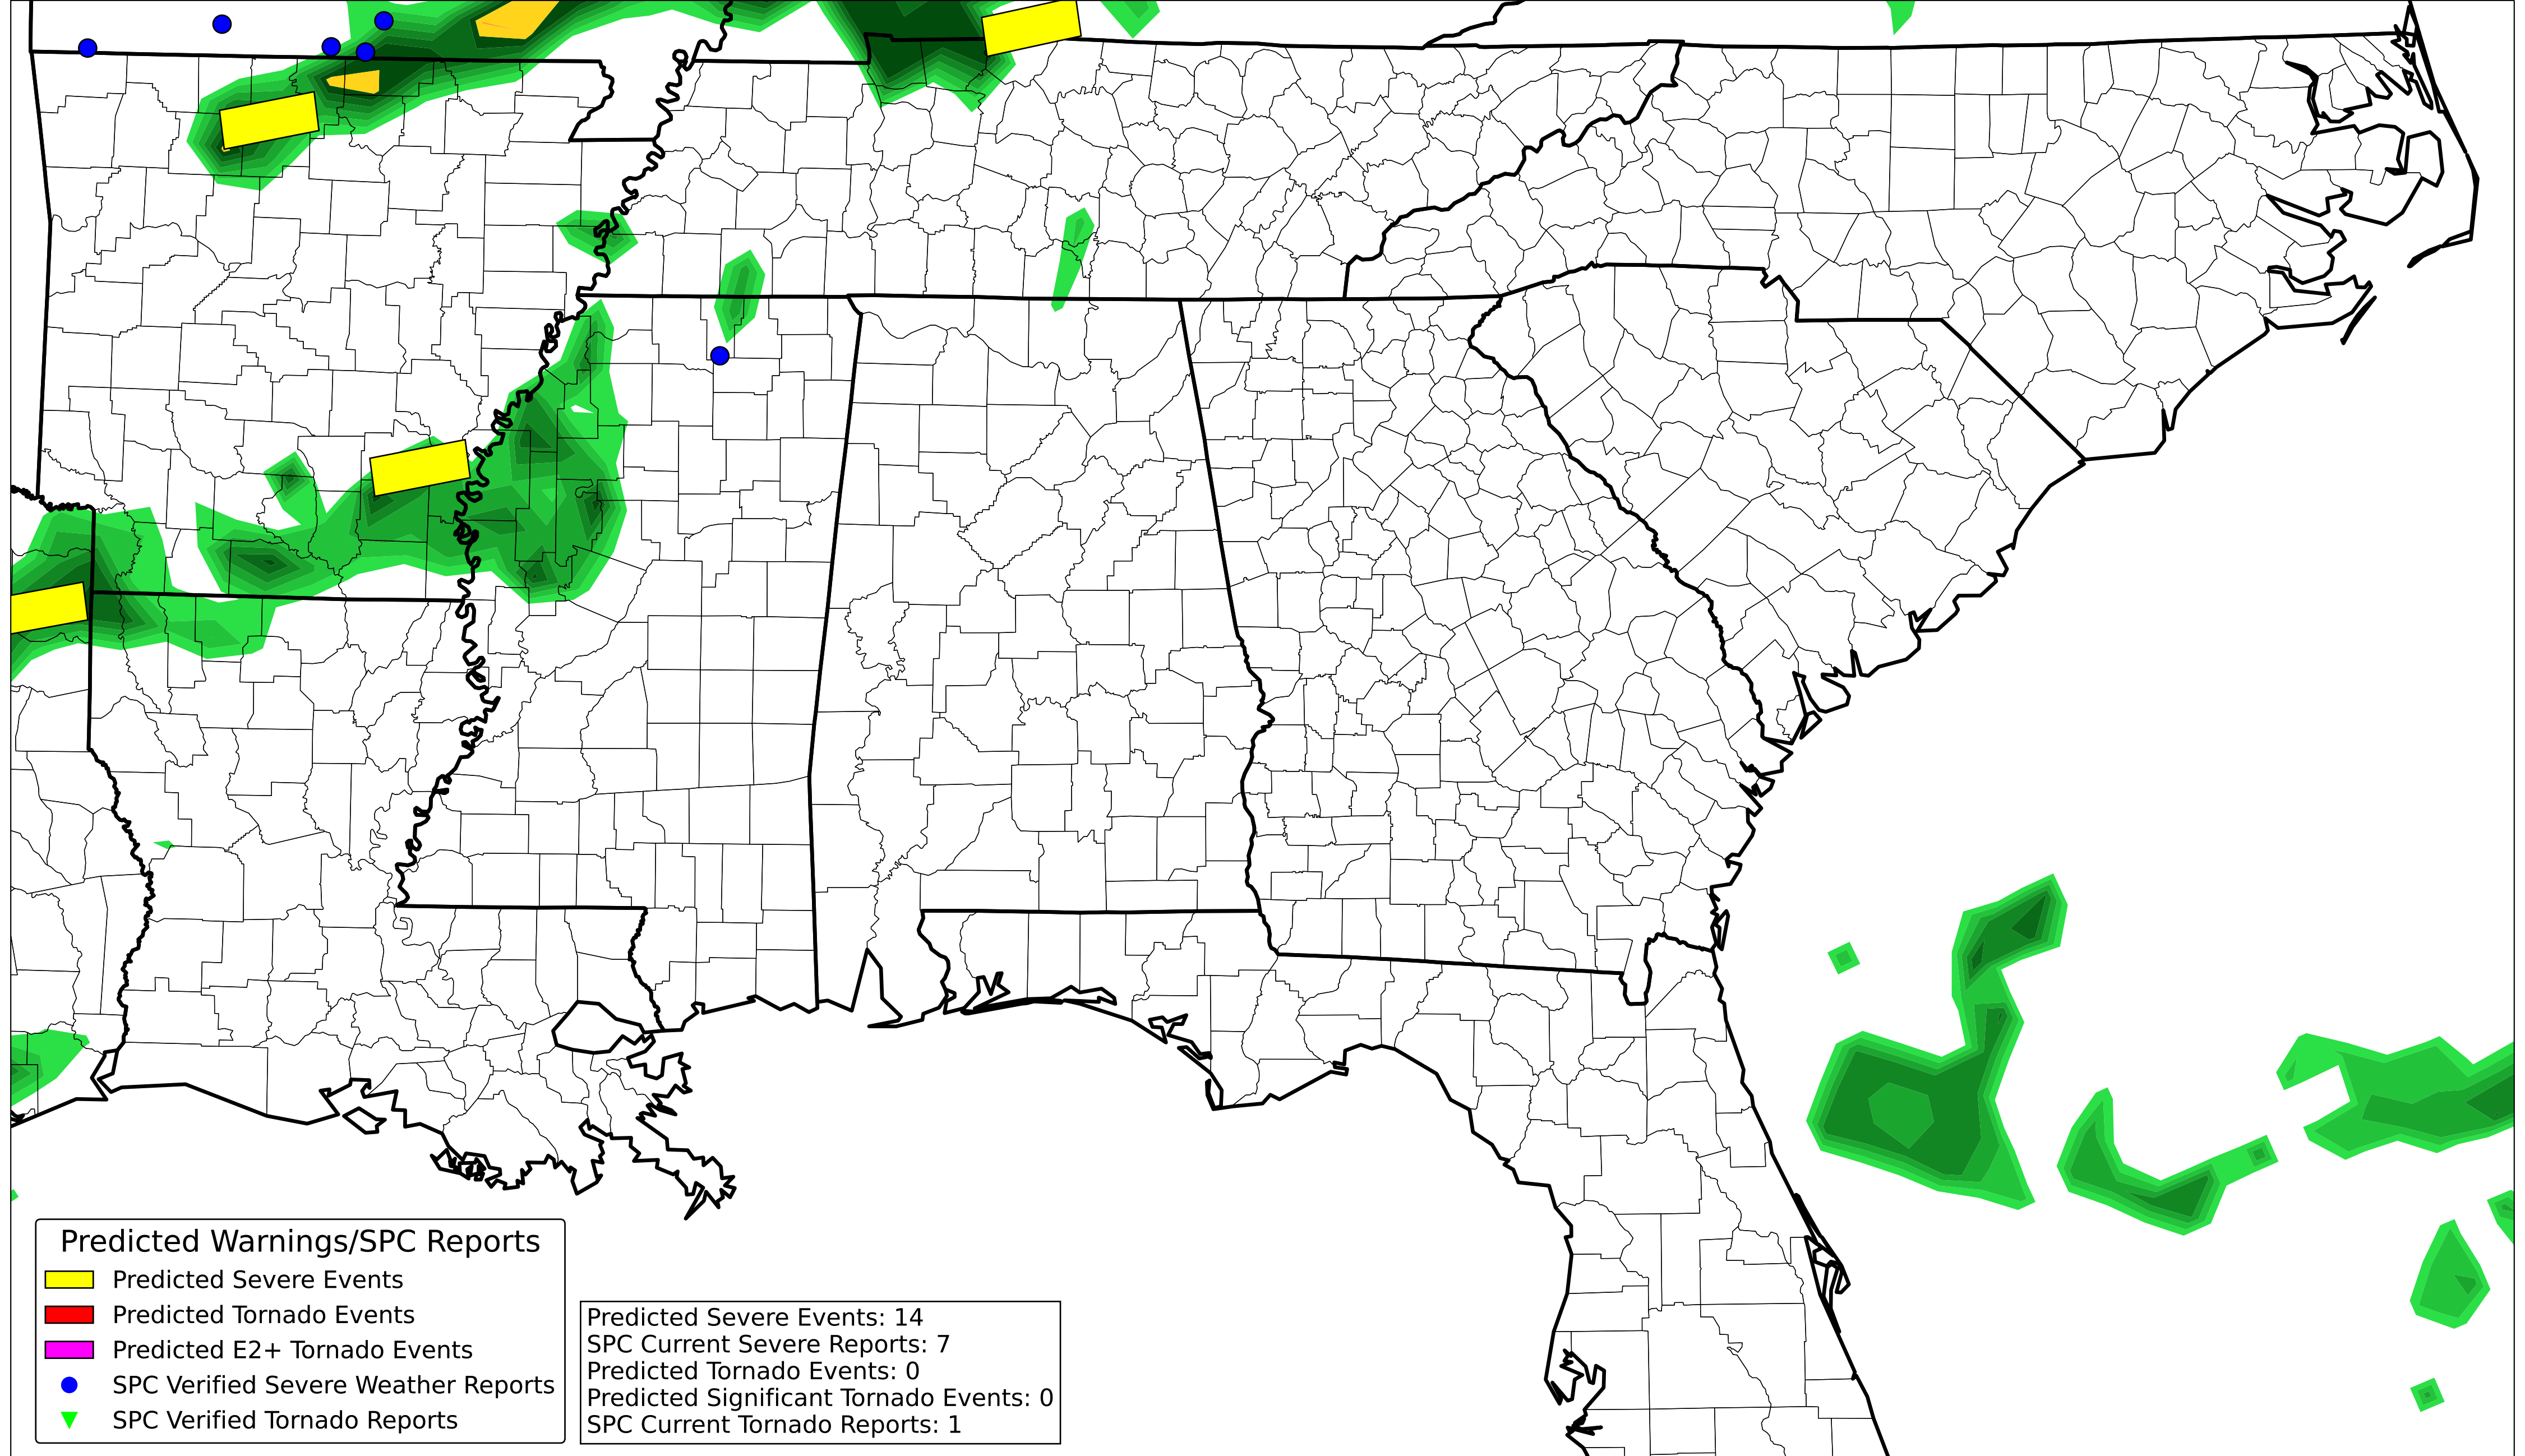 Predicted Warnings/SPC Reports
Predicted Severe Events
Predicted Tornado Events
Predicted E2+ Tornado Events
SPC Verified Severe Weather Reports
SPC Verified Tornado Reports
Predicted Severe Events: 14
SPC Current Severe Reports: 7
Predicted Tornado Events: 0
Predicted Significant Tornado Events: 0
SPC Current Tornado Reports: 1